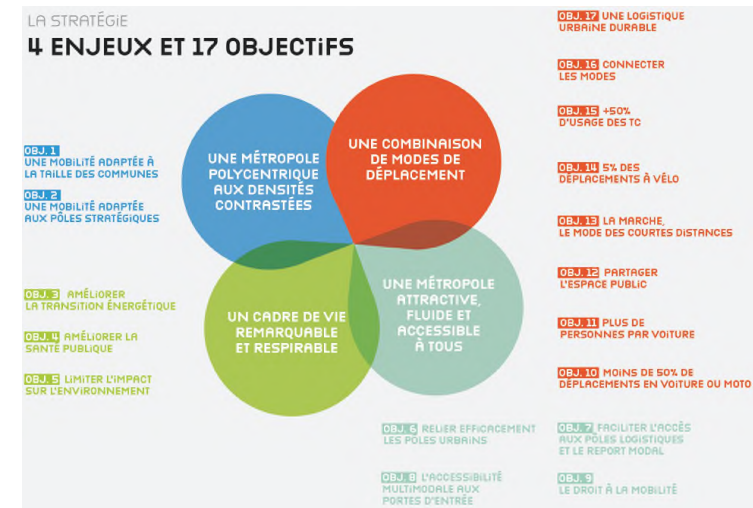 LA STRATÉGiE
4 ENJEUX ET 17 OBJECTiFS
OBJ. 1
UNE MOBiLiTÉ ADAPTÉE À
LA TAiLLE DES COMMUNES
OBJ. 2
UNE MOBiLiTÉ ADAPTÉE
AUX PÔLES STRATÉGiQUES
OBJ. 3 AMÉLiORER
LA TRANSiTiON ÉNERGÉTiQUE
OBJ. 4 AMÉLiORER LA
SANTÉ PUBLiQUE
OBJ. 5 LiMiTER L'iMPACT
SUR L'ENViRONNEMENT
UNE MÉTROPOLE
POLYCENTRiQUE
AUX DENSiTÉS
CONTRASTÉES
UNE COMBiNAiSON
DE MODES DE
DÉPLACEMENT
UN CADRE DE ViE
REMARQUABLE
ET RESPiRABLE
UNE MÉTROPOLE
ATTRACTiVE,
FLUiDE ET
ACCESSiBLE
À TOUS
OBJ. 6 RELiER EFFiCACEMENT
LES PÔLES URBAiNS
OBJ. 8 L'ACCESSiBiLiTÉ
MULTiMODALE AUX
PORTES D'ENTRÉE
OBJ. 17 UNE LOGiSTiQUE
URBAiNE DURABLE
OBJ. 16 CONNECTER
LES MODES
OBJ. 15 +50%
D'USAGE DES TC
OBJ. 14 5% DES
DÉPLACEMENTS À VÉLO
OBJ. 13 LA MARCHE,
LE MODE DES COURTES DiSTANCES
OBJ. 12 PARTAGER
L'ESPACE PUBLiC
OBJ. 11 PLUS DE
PERSONNES PAR VOiTURE
OBJ. 10 MOiNS DE 50% DE
DÉPLACEMENTS EN VOiTURE OU MOTO
OBJ. 7 FACiLiTER L'ACCÈS
AUX PÔLES LOGiSTiQUES
ET LE REPORT MODAL
OBJ. 9
LE DROiT À LA MOBiLiTÉ